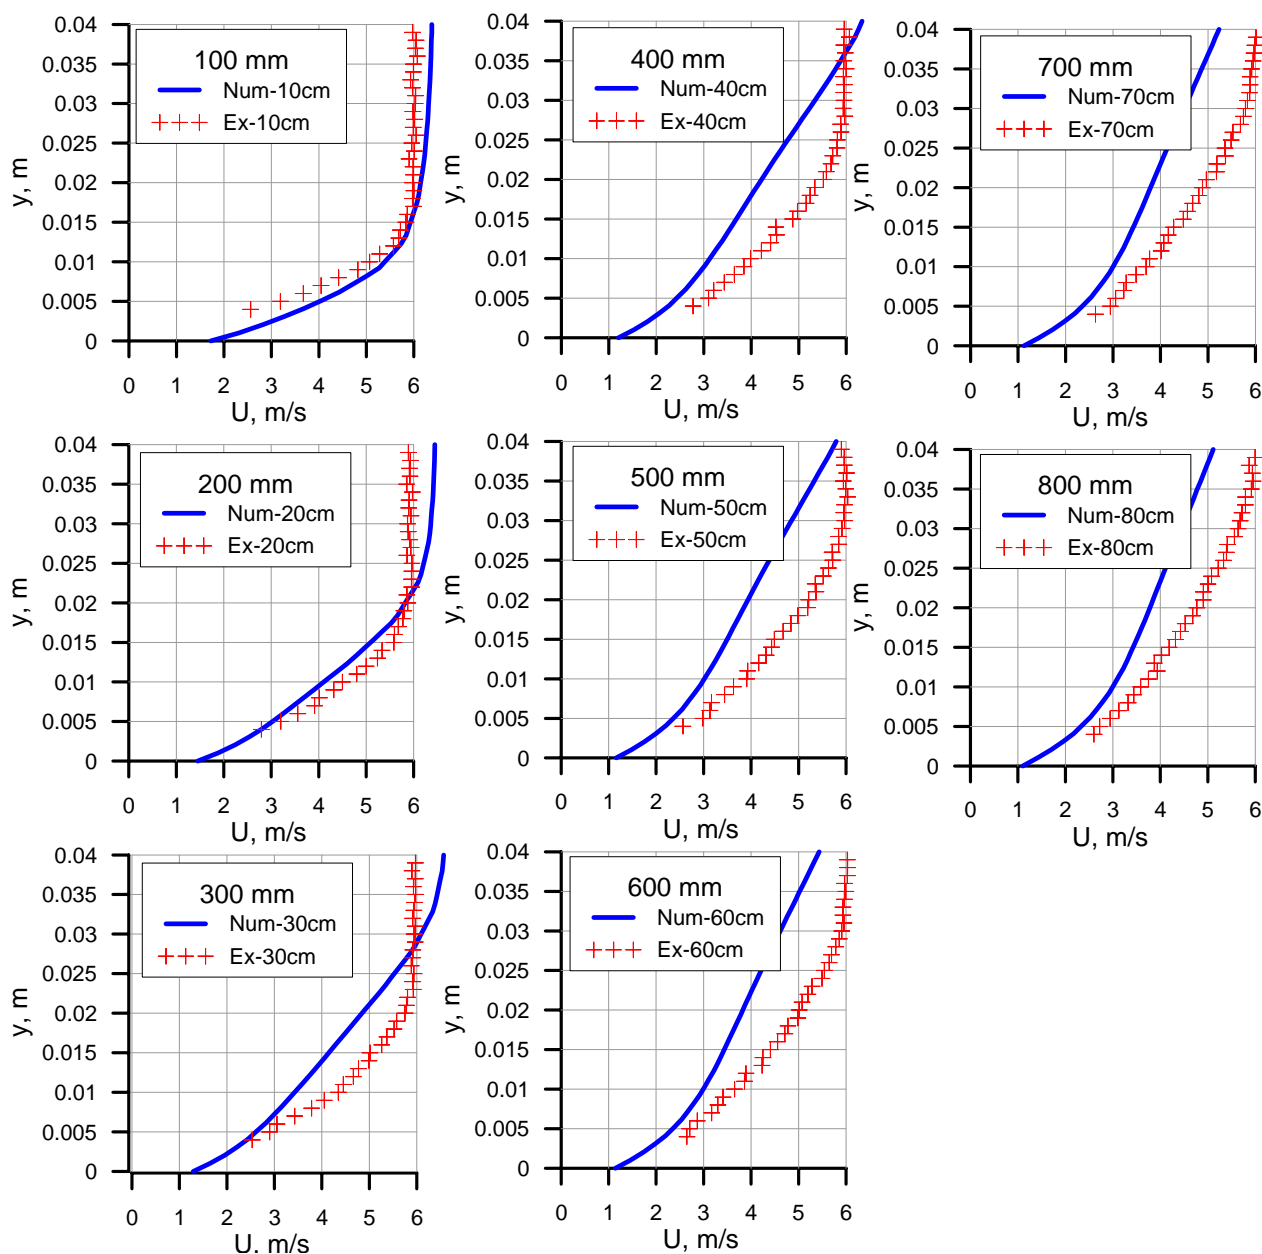 0.04
0.035
0.03
0.025
0.02
0.015
0.01
0.005
0
y, m
100 mm
Num-10cm
Ex-10cm
0 1 2 3 4 5 6
U, m/s
0.04
0.035
0.03
0.025
0.02
0.015
0.01
0.005
0
y, m
400 mm
Num-40cm
Ex-40cm
0 1 2 3 4 5 6
U, m/s
0.04
0.035
0.03
0.025
0.02
0.015
0.01
0.005
0
y, m
700 mm
Num-70cm
Ex-70cm
0 1 2 3 4 5 6
U, m/s
0.04
0.035
0.03
0.025
0.02
0.015
0.01
0.005
0
y, m
200 mm
Num-20cm
Ex-20cm
0 1 2 3 4 5 6
U, m/s
0.04
0.035
0.03
0.025
0.02
0.015
0.01
0.005
0
y, m
500 mm
Num-50cm
Ex-50cm
0 1 2 3 4 5 6
U, m/s
0.04
0.035
0.03
0.025
0.02
0.015
0.01
0.005
0
y, m
800 mm
Num-80cm
Ex-80cm
0 1 2 3 4 5 6
U, m/s
0.04
0.035
0.03
0.025
0.02
0.015
0.01
0.005
0
y, m
300 mm
Num-30cm
Ex-30cm
0 1 2 3 4 5 6
U, m/s
0.04
0.035
0.03
0.025
0.02
0.015
0.01
0.005
0
y, m
600 mm
Num-60cm
Ex-60cm
0 1 2 3 4 5 6
U, m/s